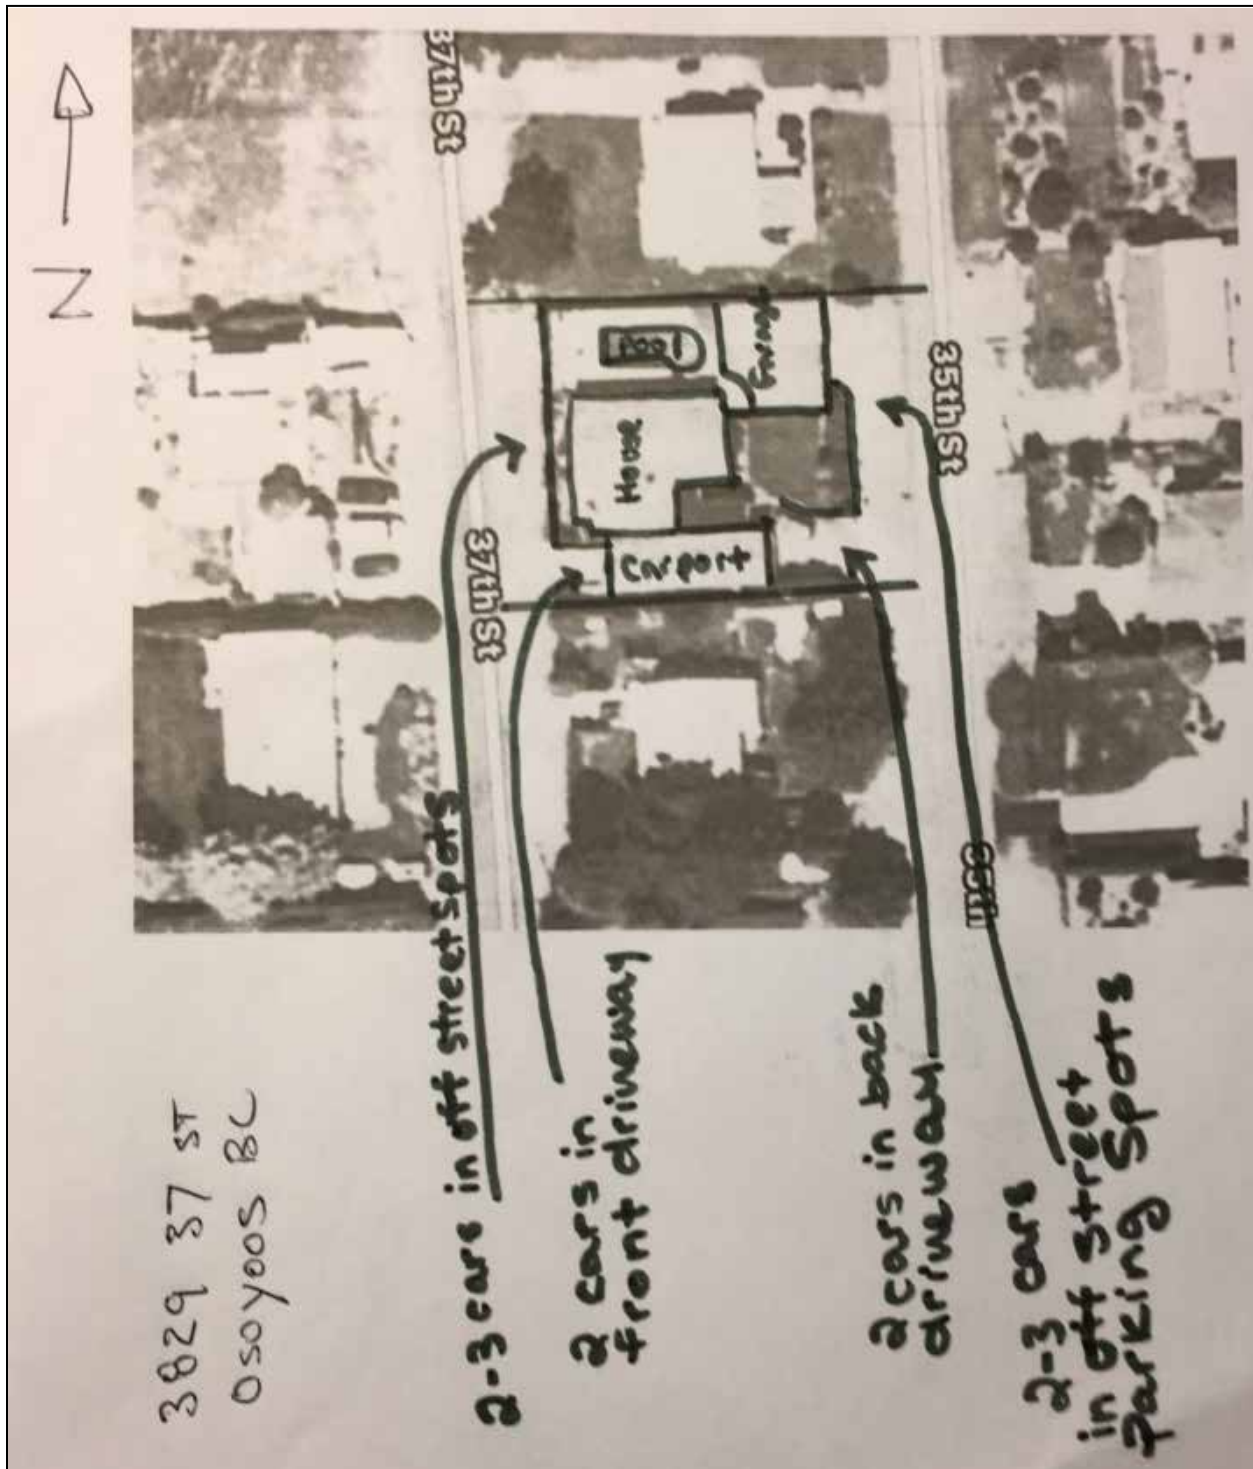 N
3829 37 ST
OSOYOOS BC
37th St
37th St
Pool
Garage
House
Carport
35th St
35th
2-3 cars in off street spots
2 cars in
front driveway
2 cars in back
driveway
2-3 cars
in off street
parking spots